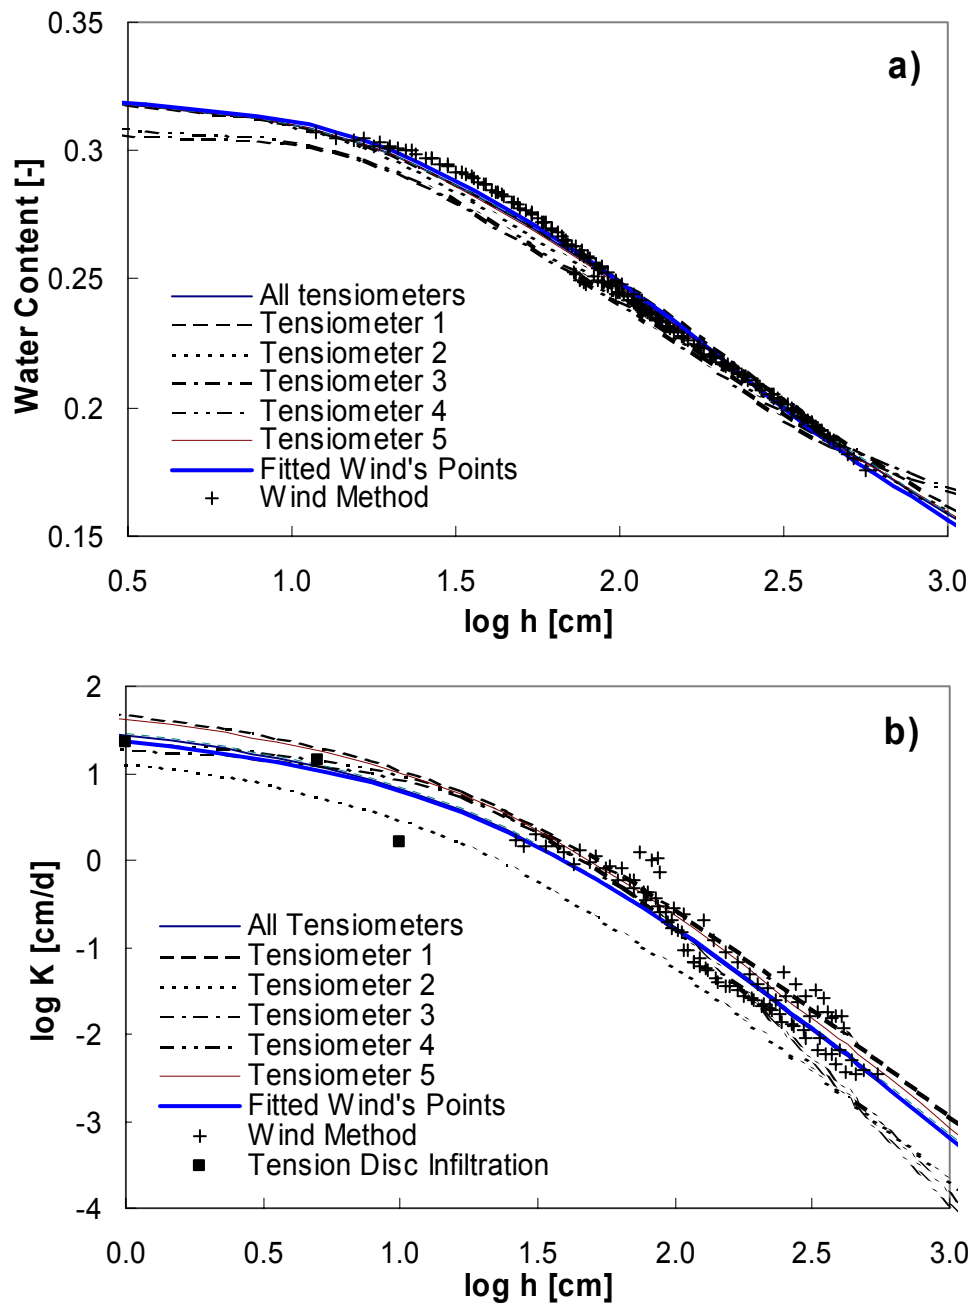 0.35
a)
0.3
0.25
0.2
0.15
Water Content [-]
All tensiometers
Tensiometer 1
Tensiometer 2
Tensiometer 3
Tensiometer 4
Tensiometer 5
Fitted Wind's Points
Wind Method
0.5 1.0 1.5 2.0 2.5 3.0
log h [cm]
2
b)
1
0
-1
-2
-3
-4
log K [cm/d]
All Tensiometers
Tensiometer 1
Tensiometer 2
Tensiometer 3
Tensiometer 4
Tensiometer 5
Fitted Wind's Points
Wind Method
Tension Disc Infiltration
0.0 0.5 1.0 1.5 2.0 2.5 3.0
log h [cm]